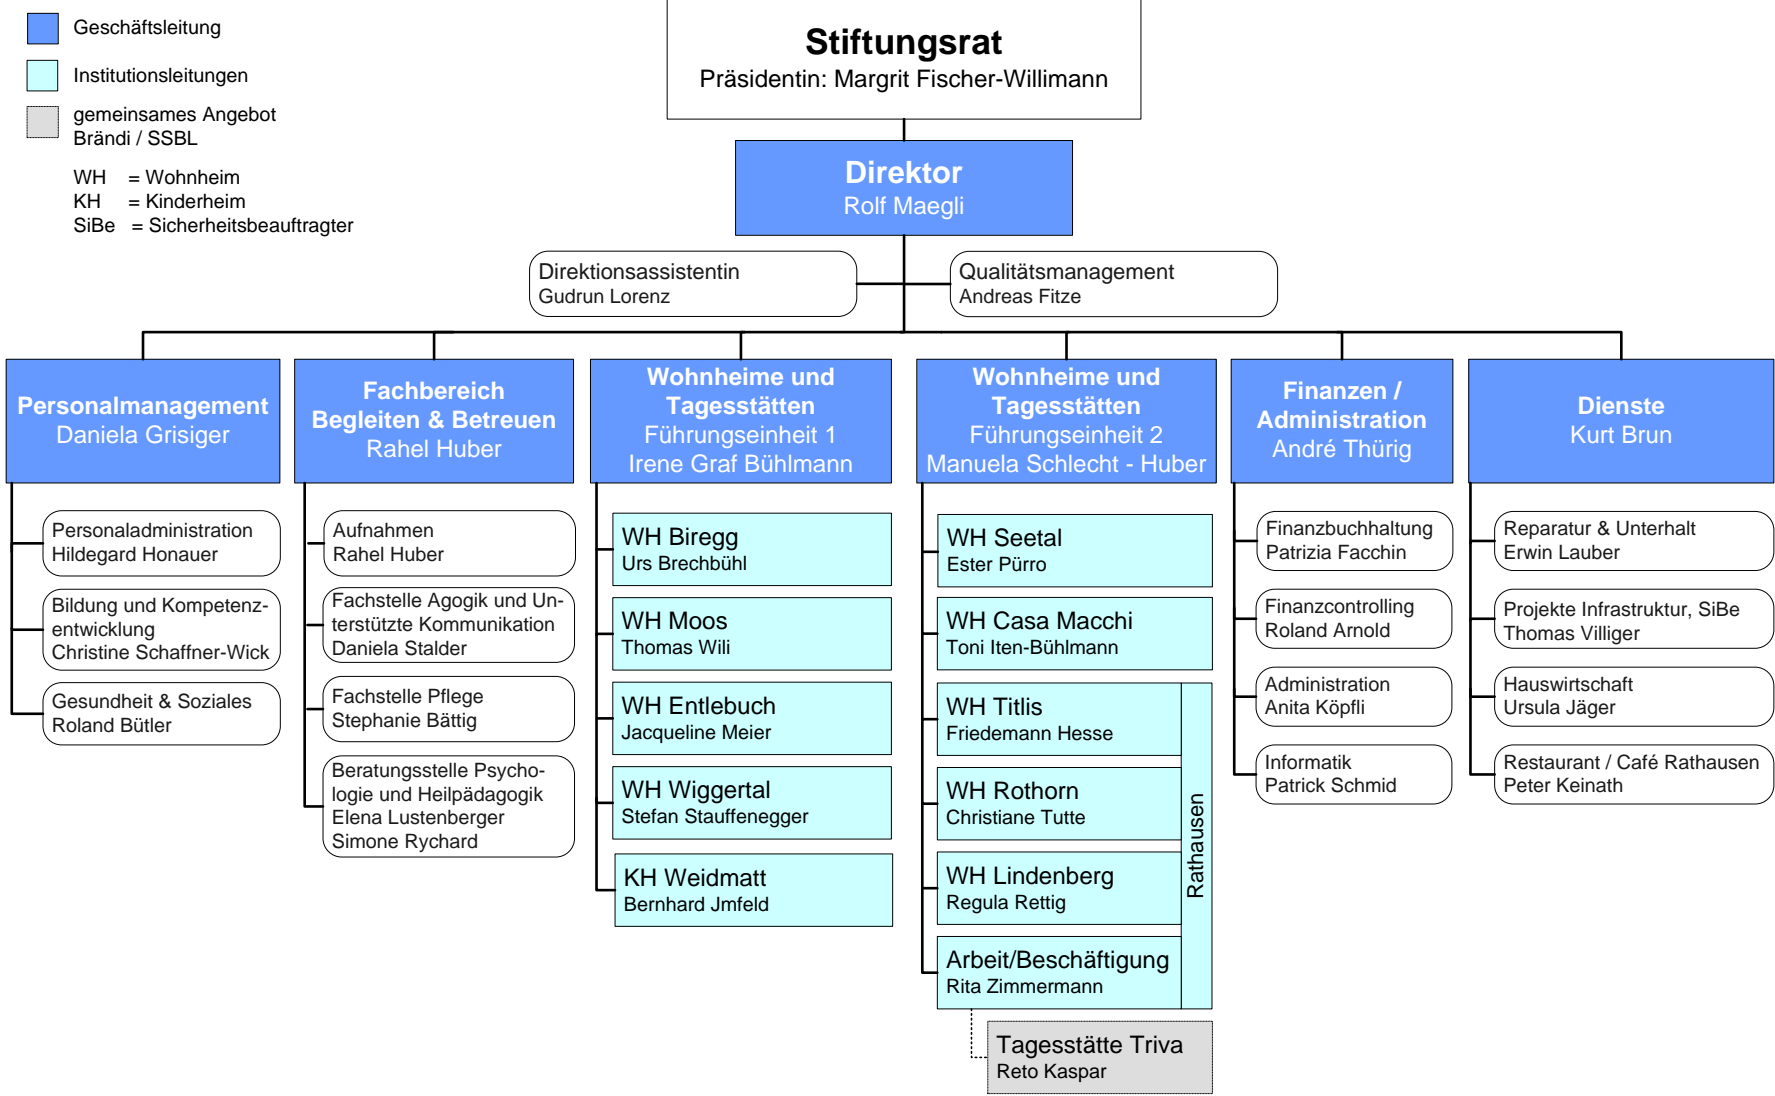 Geschäftsleitung
Institutionsleitungen
gemeinsames Angebot
Brändi / SSBL
WH = Wohnheim
KH = Kinderheim
SiBe = Sicherheitsbeauftragter
Stiftungsrat
Präsidentin: Margrit Fischer-Willimann
Direktor
Rolf Maegli
Direktionsassistentin
Gudrun Lorenz
Qualitätsmanagement
Andreas Fitze
Personalmanagement
Daniela Grisiger
Personaladministration
Hildegard Honauer
Bildung und Kompetenz-
entwicklung
Christine Schaffner-Wick
Gesundheit & Soziales
Roland Bütler
Fachbereich
Begleiten & Betreuen
Rahel Huber
Aufnahmen
Rahel Huber
Fachstelle Agogik und Un-
terstützte Kommunikation
Daniela Stalder
Fachstelle Pflege
Stephanie Bättig
Beratungsstelle Psycho-
logie und Heilpädagogik
Elena Lustenberger
Simone Rychard
Wohnheime und
Tagesstätten
Führungseinheit 1
Irene Graf Bühlmann
WH Biregg
Urs Brechbühl
WH Moos
Thomas Wili
WH Entlebuch
Jacqueline Meier
WH Wiggertal
Stefan Stauffenegger
KH Weidmatt
Bernhard Jmfeld
Wohnheime und
Tagesstätten
Führungseinheit 2
Manuela Schlecht - Huber
WH Seetal
Ester Pürro
WH Casa Macchi
Toni Iten-Bühlmann
WH Titlis
Friedemann Hesse
WH Rothorn
Christiane Tutte
WH Lindenberg
Regula Rettig
Arbeit/Beschäftigung
Rita Zimmermann
Rathausen
Tagesstätte Triva
Reto Kaspar
Finanzen /
Administration
André Thürig
Finanzbuchhaltung
Patrizia Facchin
Finanzcontrolling
Roland Arnold
Administration
Anita Köpfli
Informatik
Patrick Schmid
Dienste
Kurt Brun
Reparatur & Unterhalt
Erwin Lauber
Projekte Infrastruktur, SiBe
Thomas Villiger
Hauswirtschaft
Ursula Jäger
Restaurant / Café Rathausen
Peter Keinath